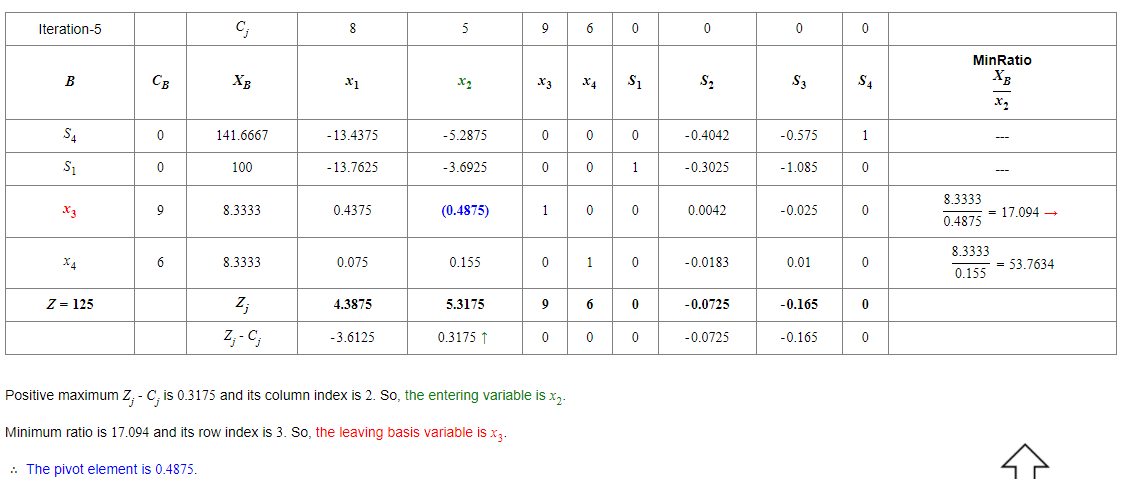 Iteration-5 Cj 8 5 9 6 0 0 0 0
B CB XB x1 x2 x3 x4 S1 S2 S3 S4 MinRatio XB/x2
S4 0 141.6667 -13.4375 -5.2875 0 0 0 -0.4042 -0.575 1 ---
S1 0 100 -13.7625 -3.6925 0 0 1 -0.3025 -1.085 0 ---
x3 9 8.3333 0.4375 (0.4875) 1 0 0 0.0042 -0.025 0 8.3333/0.4875 = 17.094 →
x4 6 8.3333 0.075 0.155 0 1 0 -0.0183 0.01 0 8.3333/0.155 = 53.7634
Z = 125 Zj 4.3875 5.3175 9 6 0 -0.0725 -0.165 0
Zj - Cj -3.6125 0.3175 ↑ 0 0 0 -0.0725 -0.165 0
Positive maximum Zj - Cj is 0.3175 and its column index is 2. So, the entering variable is x2.
Minimum ratio is 17.094 and its row index is 3. So, the leaving basis variable is x3.
∴ The pivot element is 0.4875.